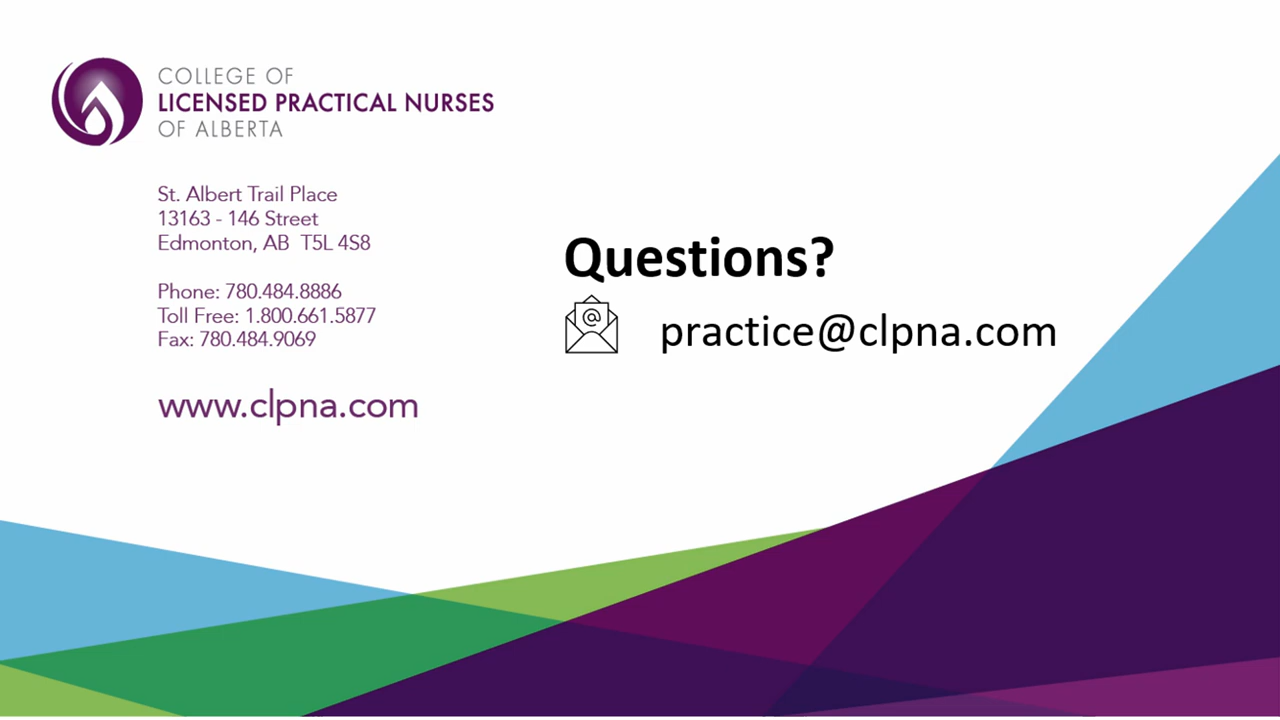 COLLEGE OF
LICENSED PRACTICAL NURSES
OF ALBERTA
St. Albert Trail Place
13163 - 146 Street
Edmonton, AB  T5L 4S8
Phone: 780.484.8886
Toll Free: 1.800.661.5877
Fax: 780.484.9069
www.clpna.com
Questions?
@
practice@clpna.com